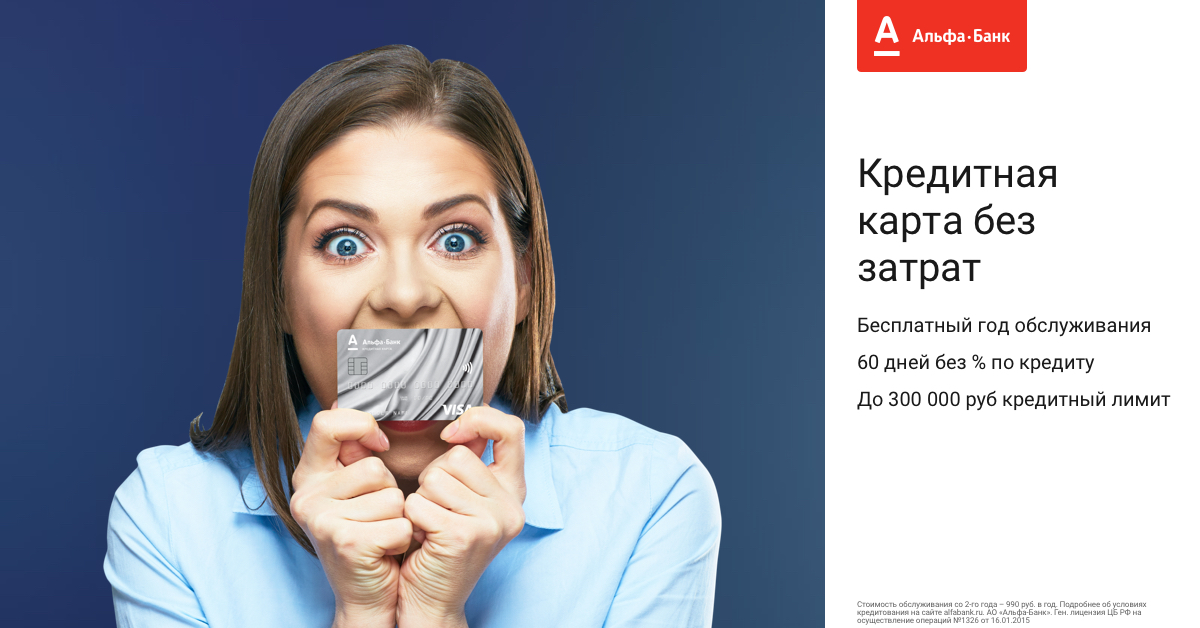 Альфа·Банк
Кредитная
карта без
затрат
Бесплатный год обслуживания
60 дней без % по кредиту
До 300 000 руб кредитный лимит
Альфа·Банк
VISA
Стоимость обслуживания со 2-го года – 990 руб. в год. Подробнее об условиях
кредитования на сайте alfabank.ru. АО «Альфа-Банк». Ген. лицензия ЦБ РФ на
осуществление операций №1326 от 16.01.2015